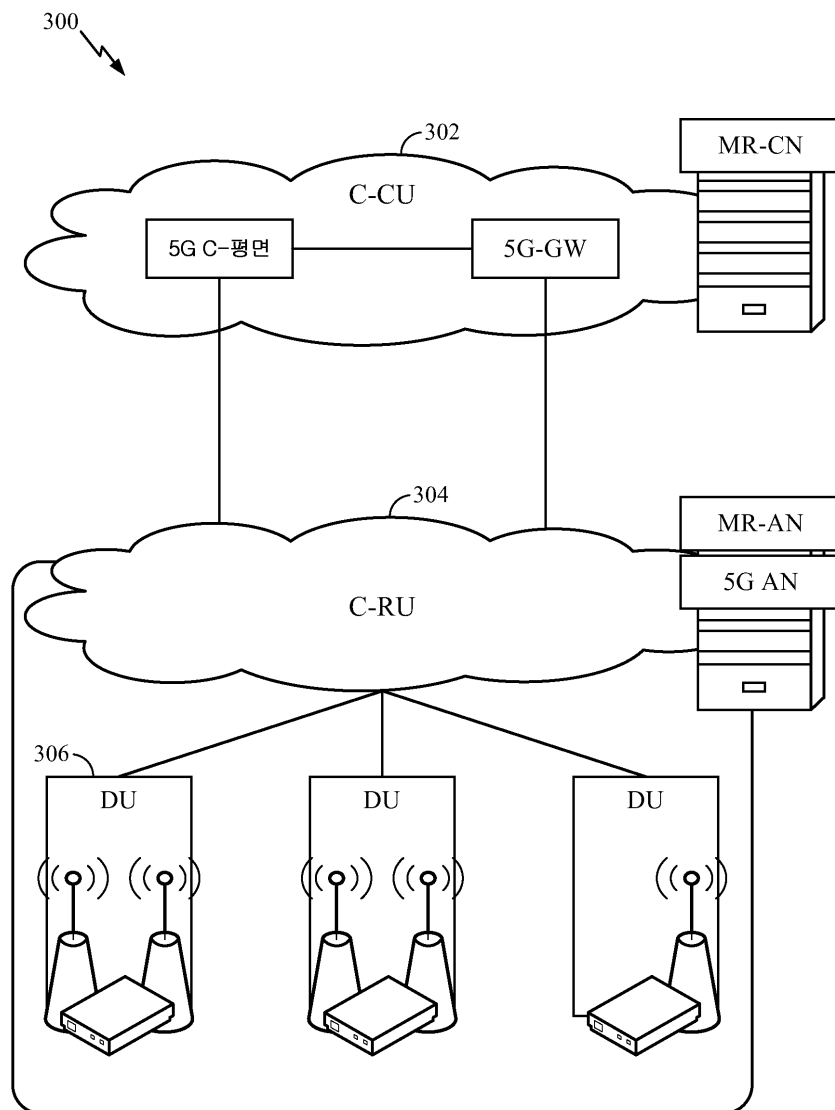 300
302
MR-CN
C-CU
5G C-평면
5G-GW
304
MR-AN
5G AN
C-RU
306
DU
DU
DU